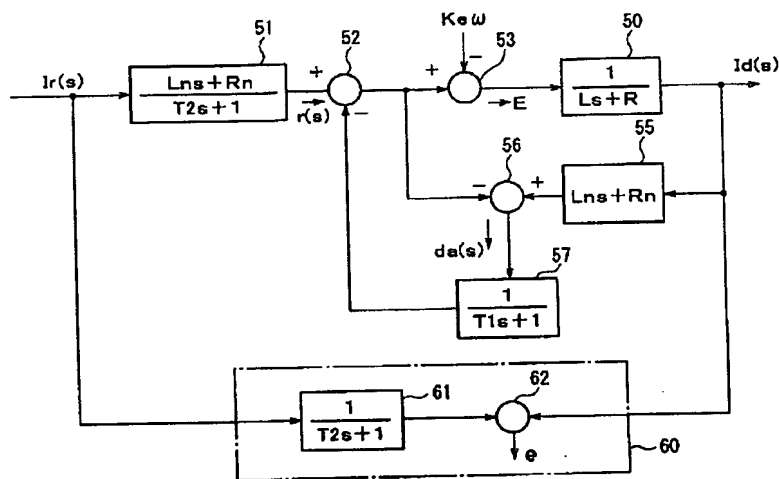 51
52
Keω
−
53
50
Ir(s)
Lns+Rn
T2s+1
+
r(s)
−
+
E
1
Ls+R
Id(s)
56
55
−
+
Lns+Rn
da(s)
57
1
T1s+1
61
62
1
T2s+1
e
60